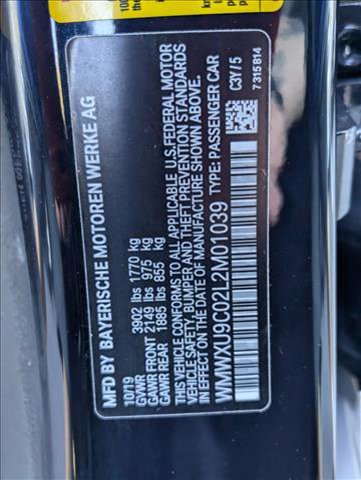 MFD BY BAYERISCHE MOTOREN WERKE AG
10/19
GVWR 3902 lbs 1770 kg
GAWR FRONT 2149 lbs 975 kg
GAWR REAR 1885 lbs 855 kg
THIS VEHICLE CONFORMS TO ALL APPLICABLE U.S. FEDERAL MOTOR
VEHICLE SAFETY, BUMPER AND THEFT PREVENTION STANDARDS
IN EFFECT ON THE DATE OF MANUFACTURE SHOWN ABOVE.
WMWXU9C02L2M01039 TYPE: PASSENGER CAR
C3Y/5
7315814